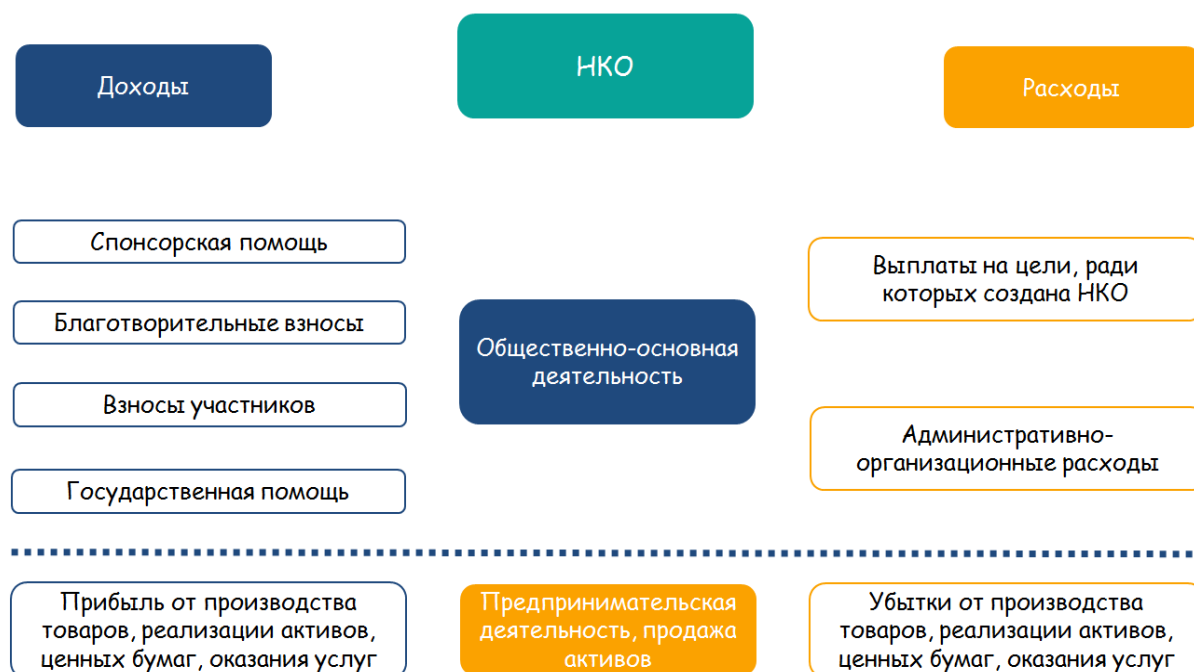 Доходы
НКО
Расходы
Спонсорская помощь
Благотворительные взносы
Взносы участников
Государственная помощь
Общественно-основная
деятельность
Выплаты на цели, ради
которых создана НКО
Административно-
организационные расходы
Прибыль от производства
товаров, реализации активов,
ценных бумаг, оказания услуг
Предпринимательская
деятельность, продажа
активов
Убытки от производства
товаров, реализации активов,
ценных бумаг, оказания услуг